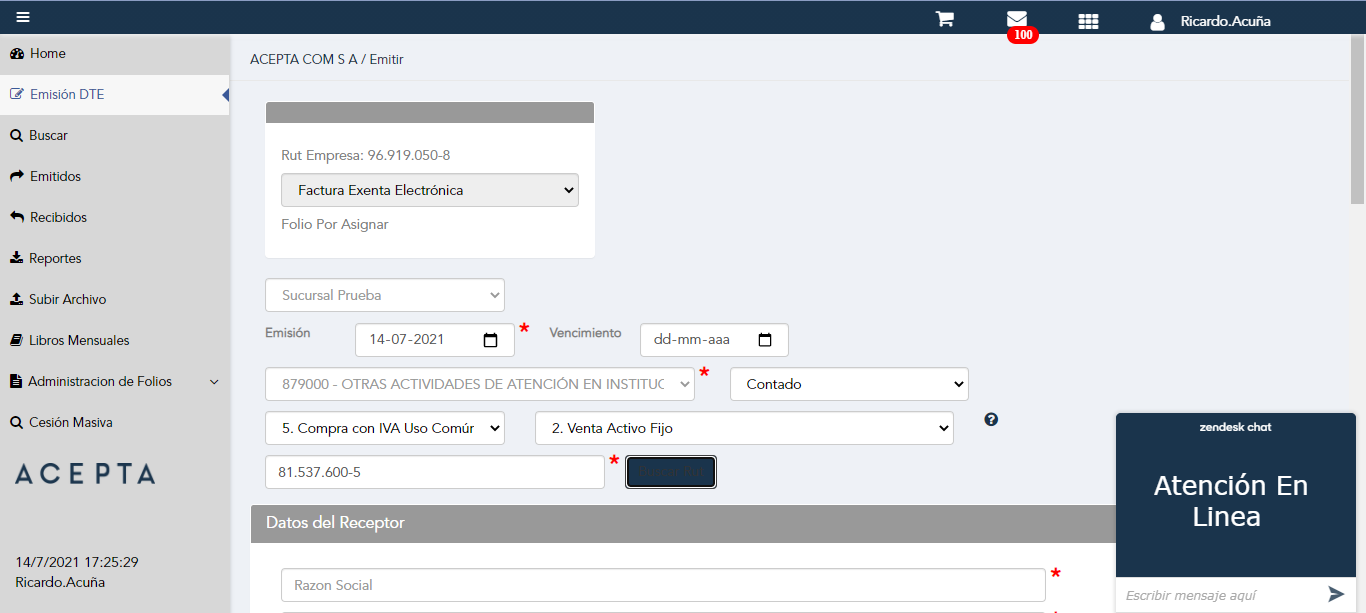 100
Ricardo.Acuña
Home
Emisión DTE
Buscar
Emitidos
Recibidos
Reportes
Subir Archivo
Libros Mensuales
Administracion de Folios
Cesión Masiva
ACEPTA
14/7/2021 17:25:29
Ricardo.Acuña
ACEPTA COM S A / Emitir
Rut Empresa: 96.919.050-8
Factura Exenta Electrónica
Folio Por Asignar
Sucursal Prueba
Emisión 14-07-2021 * Vencimiento dd-mm-aaa
879000 - OTRAS ACTIVIDADES DE ATENCIÓN EN INSTITUC * Contado
5. Compra con IVA Uso Comúr 2. Venta Activo Fijo ?
81.537.600-5 *
Datos del Receptor
Razon Social *
zendesk chat
Atención En
Linea
Escribir mensaje aquí